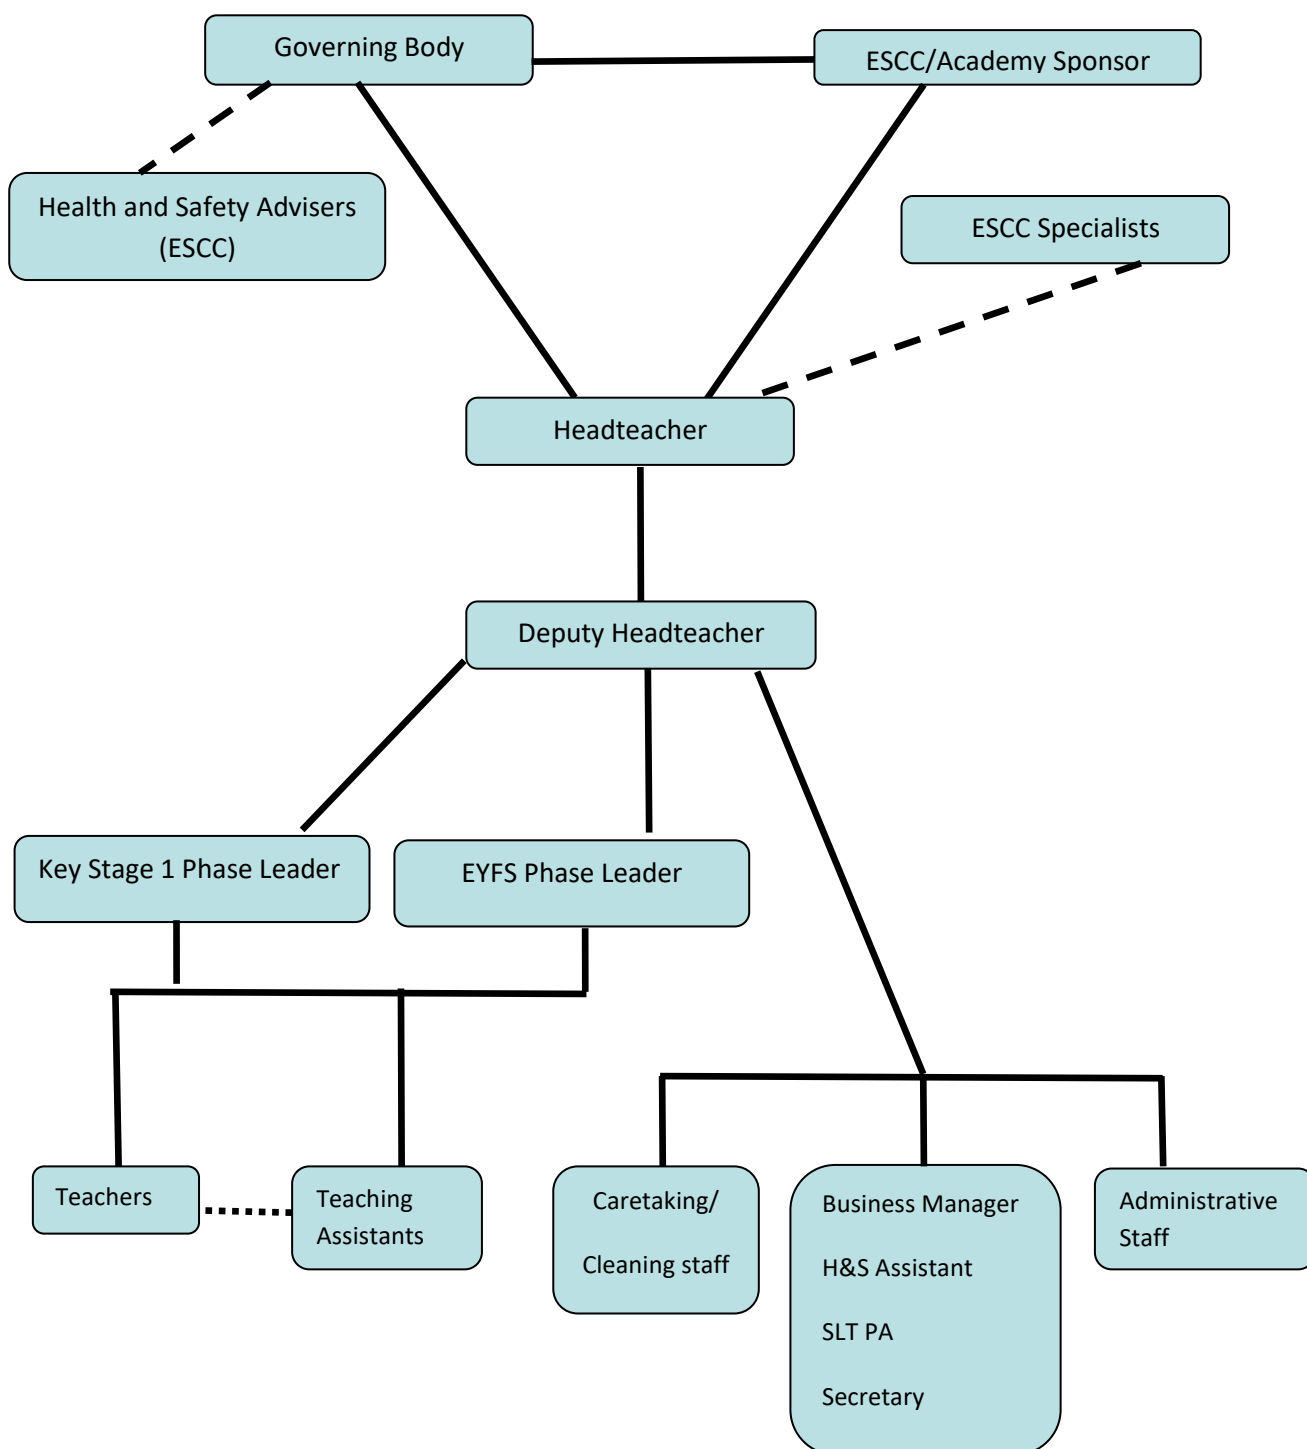 Governing Body
ESCC/Academy Sponsor
Health and Safety Advisers
(ESCC)
ESCC Specialists
Headteacher
Deputy Headteacher
Key Stage 1 Phase Leader
EYFS Phase Leader
Teachers
Teaching
Assistants
Caretaking/
Cleaning staff
Business Manager
H&S Assistant
SLT PA
Secretary
Administrative
Staff